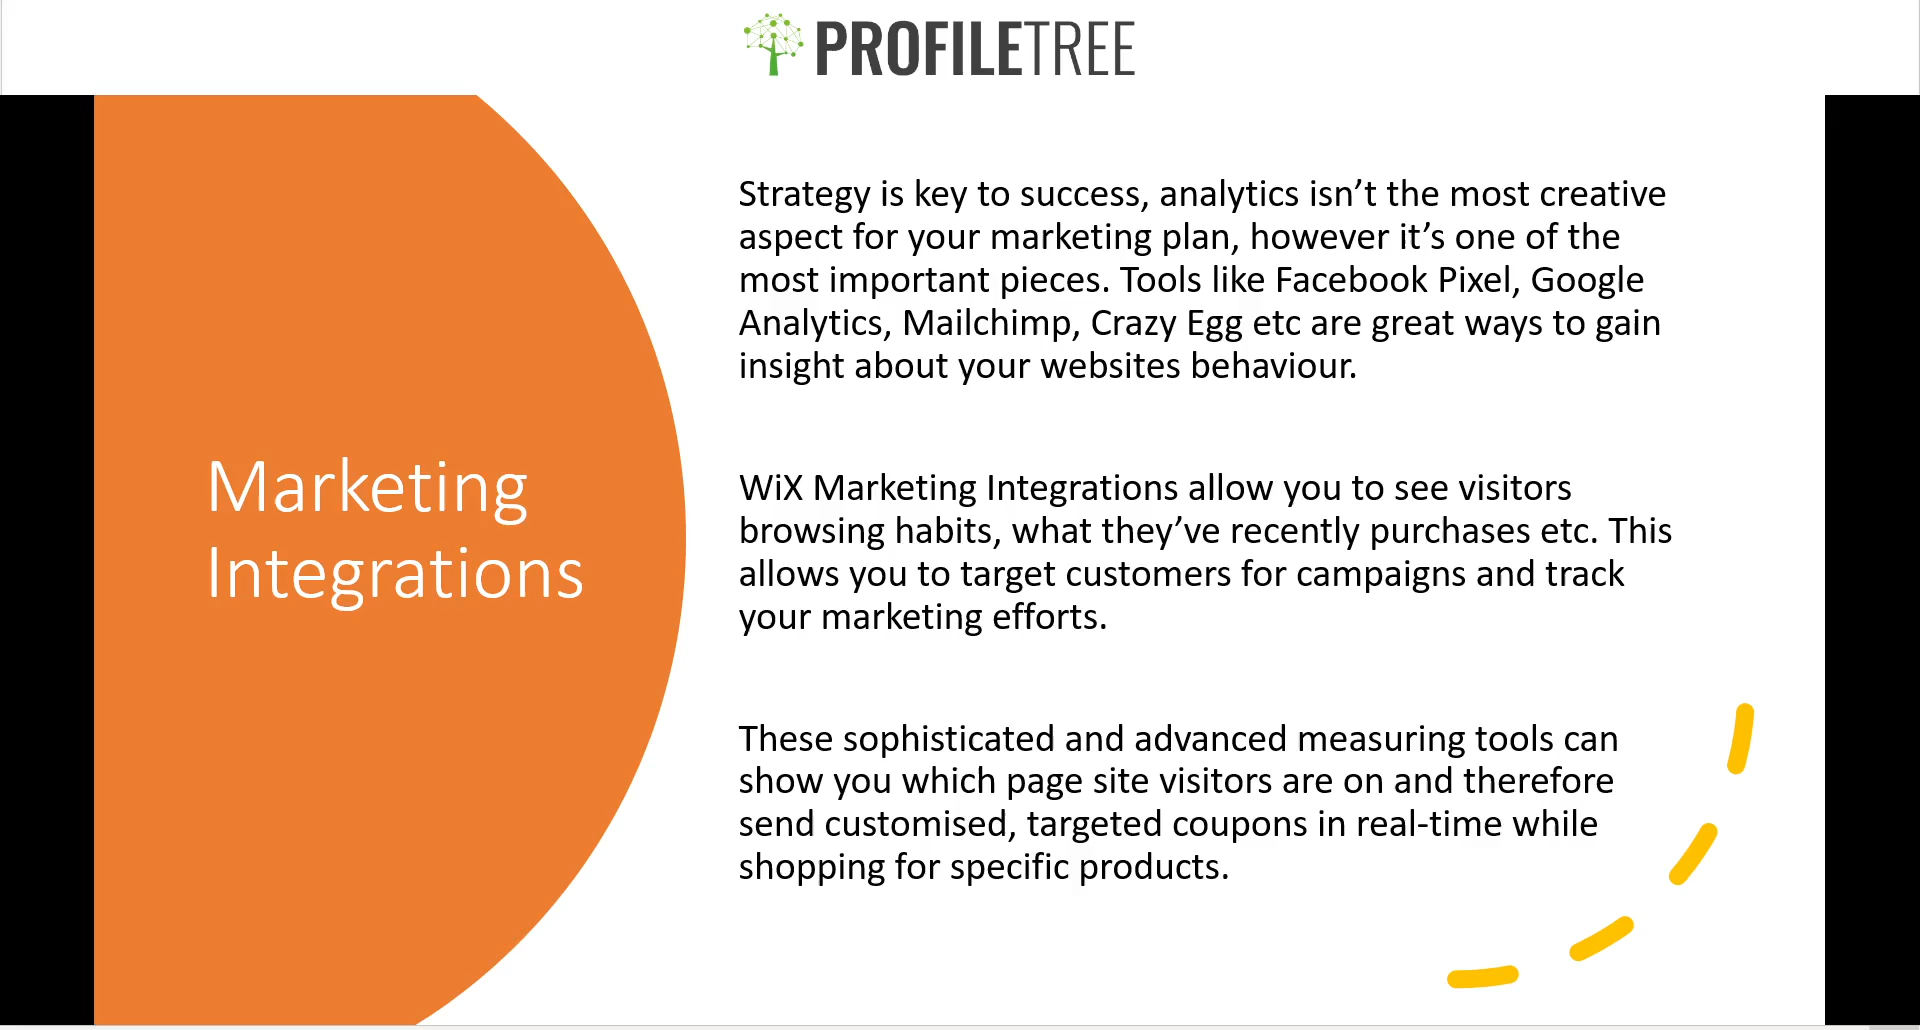 PROFILETREE
Marketing
Integrations
Strategy is key to success, analytics isn’t the most creative
aspect for your marketing plan, however it’s one of the
most important pieces. Tools like Facebook Pixel, Google
Analytics, Mailchimp, Crazy Egg etc are great ways to gain
insight about your websites behaviour.
WiX Marketing Integrations allow you to see visitors
browsing habits, what they’ve recently purchases etc. This
allows you to target customers for campaigns and track
your marketing efforts.
These sophisticated and advanced measuring tools can
show you which page site visitors are on and therefore
send customised, targeted coupons in real-time while
shopping for specific products.